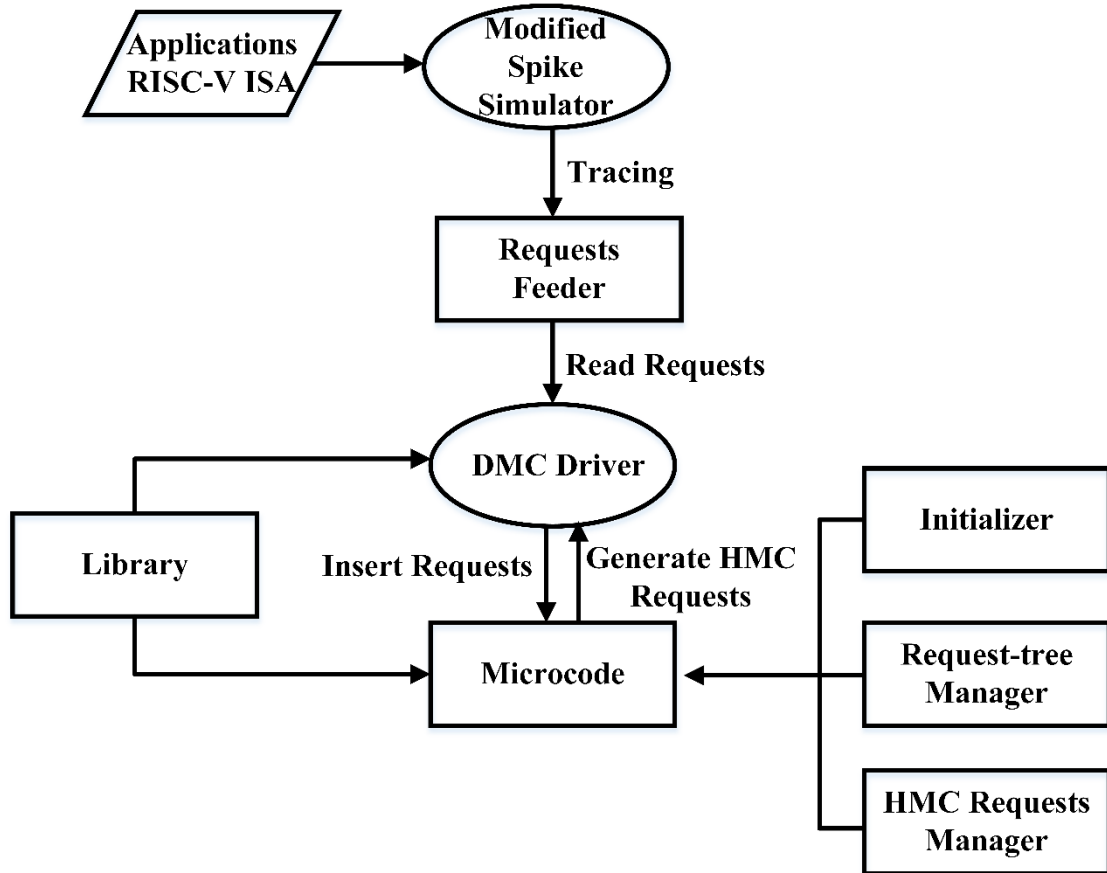 Applications
RISC-V ISA
Modified
Spike
Simulator
Tracing
Requests
Feeder
Read Requests
DMC Driver
Library
Insert Requests
Generate HMC
Requests
Microcode
Initializer
Request-tree
Manager
HMC Requests
Manager